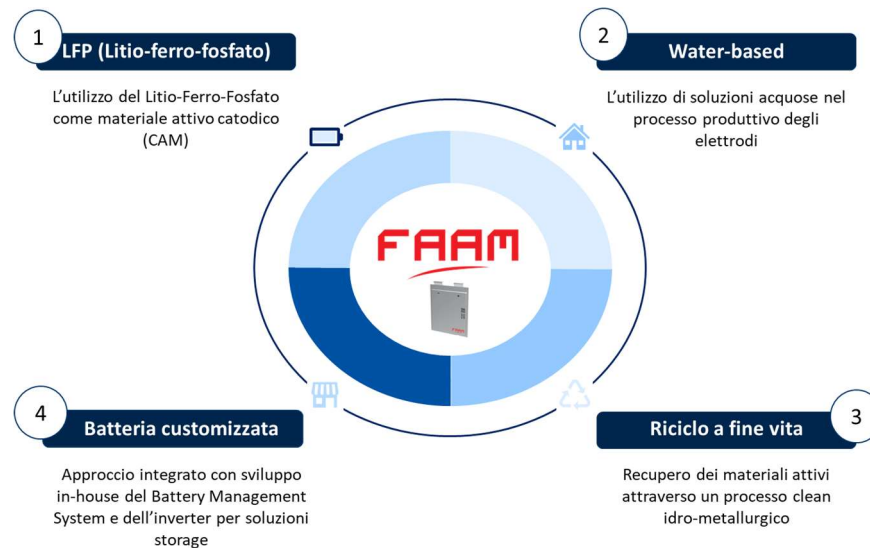 1
LFP (Litio-ferro-fosfato)
L'utilizzo del Litio-Ferro-Fosfato
come materiale attivo catodico
(CAM)
2
Water-based
L'utilizzo di soluzioni acquose nel
processo produttivo degli
elettrodi
FAAM
FAAM
4
Batteria customizzata
Approccio integrato con sviluppo
in-house del Battery Management
System e dell'inverter per soluzioni
storage
3
Riciclo a fine vita
Recupero dei materiali attivi
attraverso un processo clean
idro-metallurgico